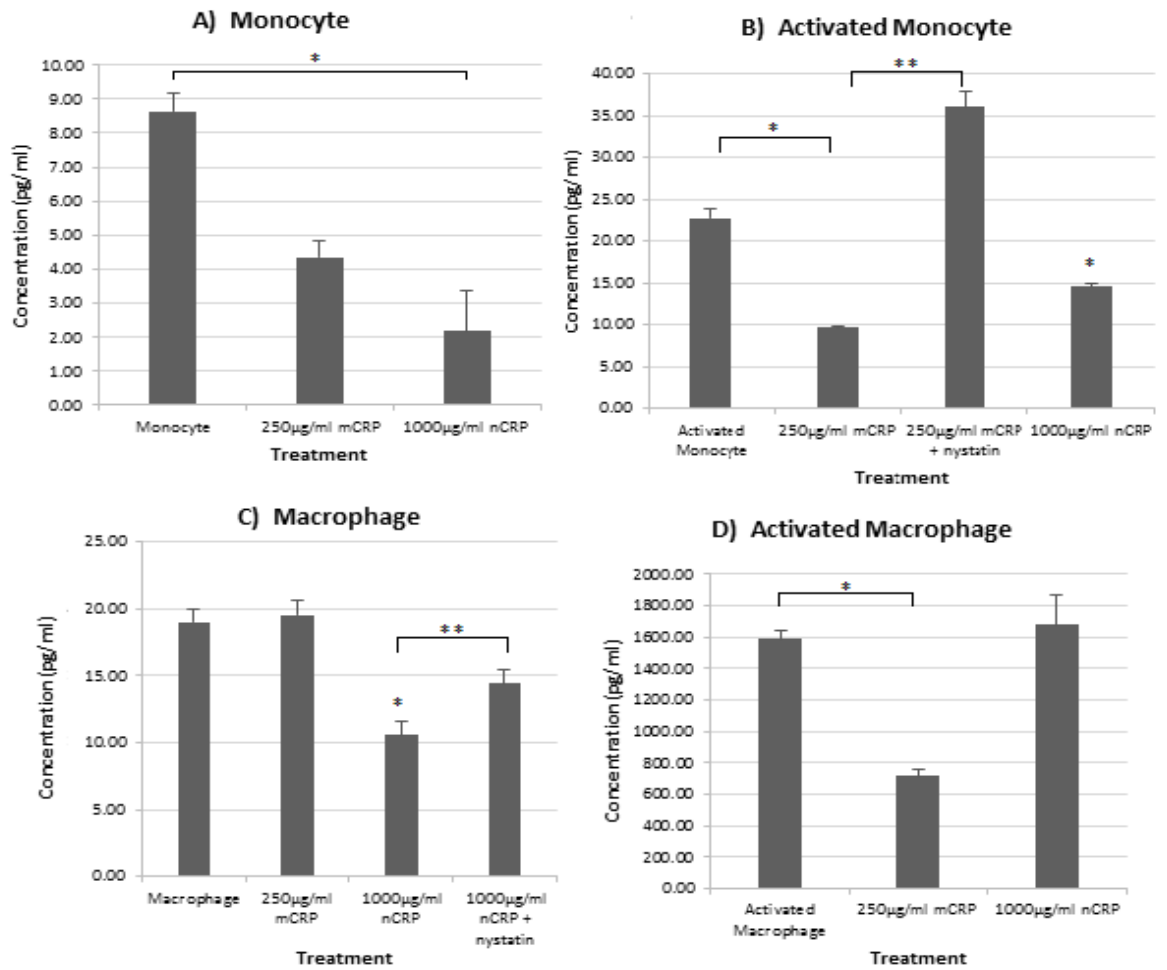 A) Monocyte
Concentration (pg/ml)
10.00
9.00
8.00
7.00
6.00
5.00
4.00
3.00
2.00
1.00
0.00
*
Monocyte
250µg/ml mCRP
1000µg/ml nCRP
Treatment
B) Activated Monocyte
Concentration (pg/ml)
40.00
35.00
30.00
25.00
20.00
15.00
10.00
5.00
0.00
*
**
*
Activated
Monocyte
250µg/ml mCRP
250µg/ml mCRP
+ nystatin
1000µg/ml nCRP
Treatment
C) Macrophage
Concentration (pg/ml)
25.00
20.00
15.00
10.00
5.00
0.00
*
**
Macrophage
250µg/ml
mCRP
1000µg/ml
nCRP
1000µg/ml
nCRP +
nystatin
Treatment
D) Activated Macrophage
Concentration (pg/ml)
2000.00
1800.00
1600.00
1400.00
1200.00
1000.00
800.00
600.00
400.00
200.00
0.00
*
Activated
Macrophage
250µg/ml mCRP
1000µg/ml nCRP
Treatment